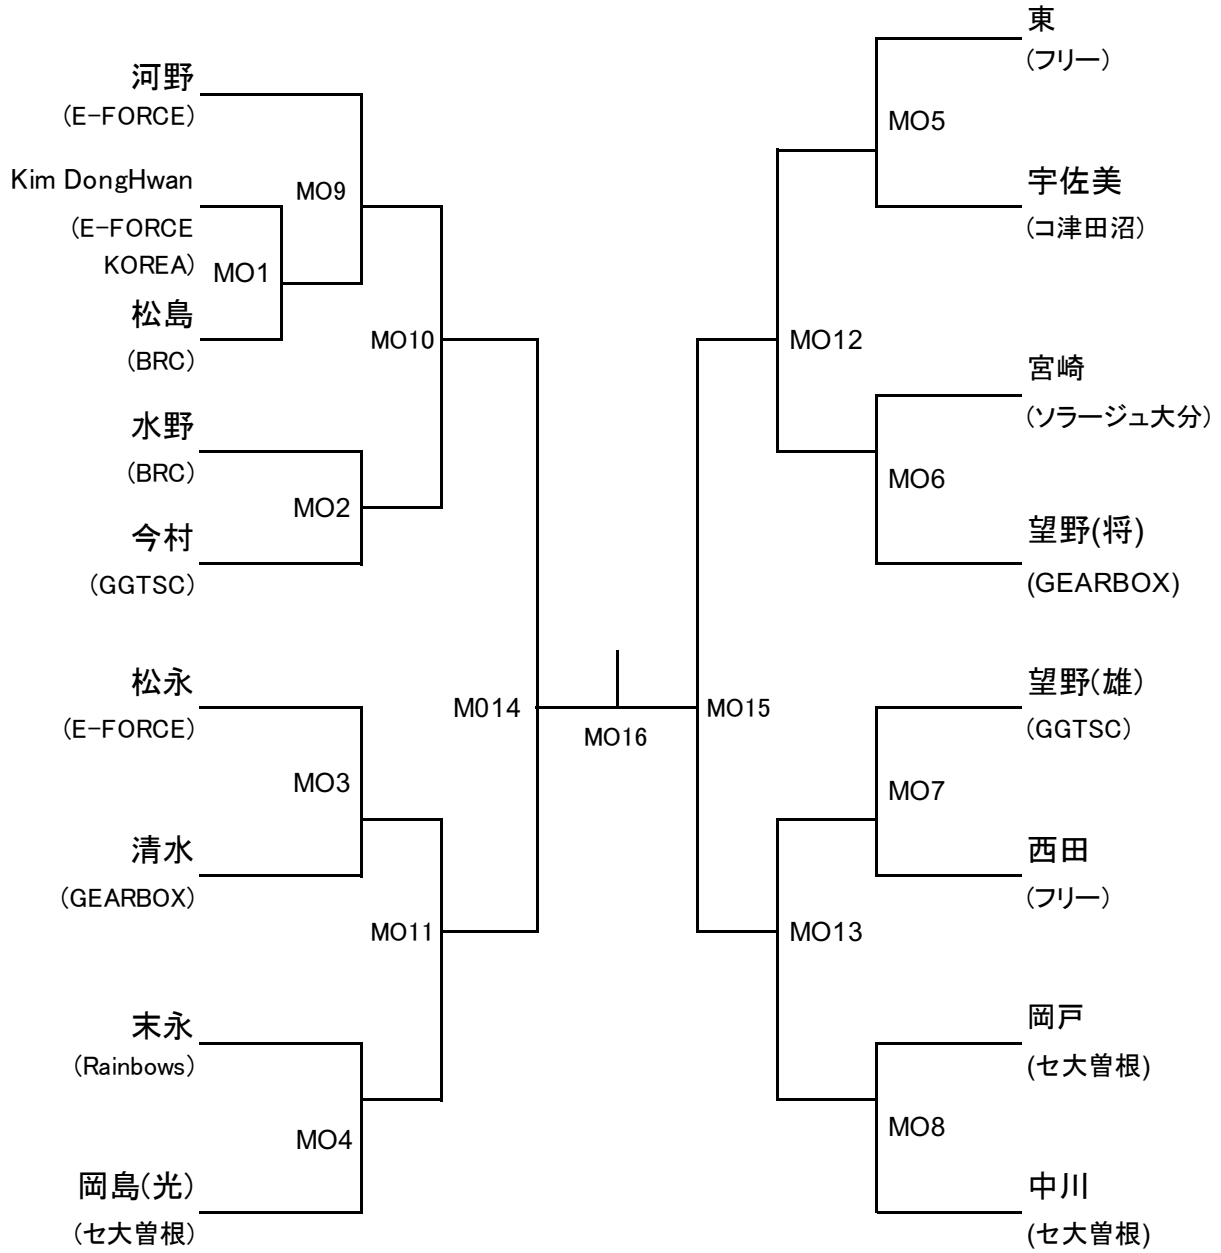 河野
(E-FORCE)
Kim DongHwan
(E-FORCE
KOREA)
松島
(BRC)
水野
(BRC)
今村
(GGTSC)
松永
(E-FORCE)
清水
(GEARBOX)
末永
(Rainbows)
岡島(光)
(セ大曽根)
MO9
MO1
MO10
MO2
MO3
MO11
MO4
M014
MO16
MO15
MO12
MO13
MO5
MO6
MO7
MO8
東
(フリー)
宇佐美
(コ津田沼)
宮崎
(ソラージュ大分)
望野(将)
(GEARBOX)
望野(雄)
(GGTSC)
西田
(フリー)
岡戸
(セ大曽根)
中川
(セ大曽根)